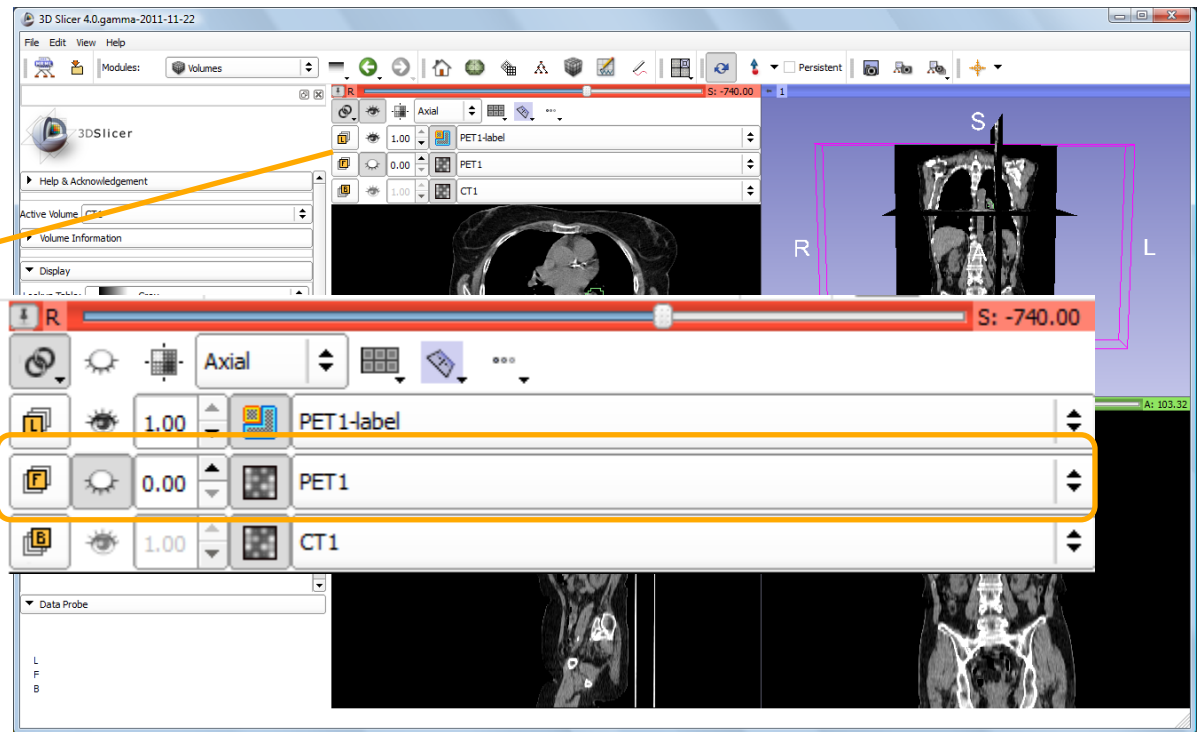 3D Slicer 4.0.gamma-2011-11-22
File Edit View Help
Modules: Volumes Persistent
R S: -740.00 1
Axial
3DSlicer
L 1.00 PET1-label
F 0.00 PET1
B 1.00 CT1
Help & Acknowledgement
Active Volume CT1
Volume Information
Display
S
R A L
R S: -740.00
Axial
L 1.00 PET1-label
A: 103.32
F 0.00 PET1
B 1.00 CT1
Data Probe
L
F
B